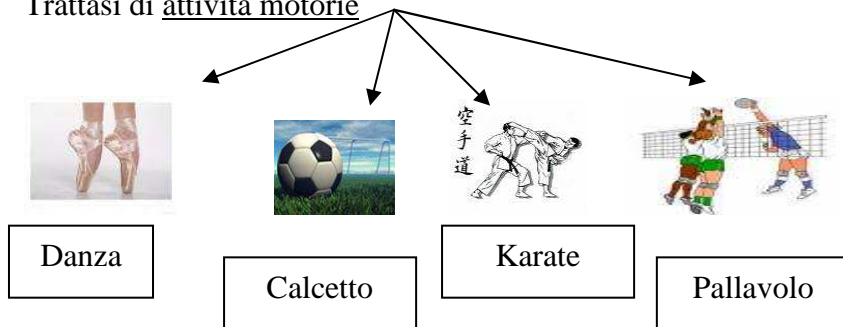 Trattasi di attività motorie
空
手
道
Danza
Calcetto
Karate
Pallavolo